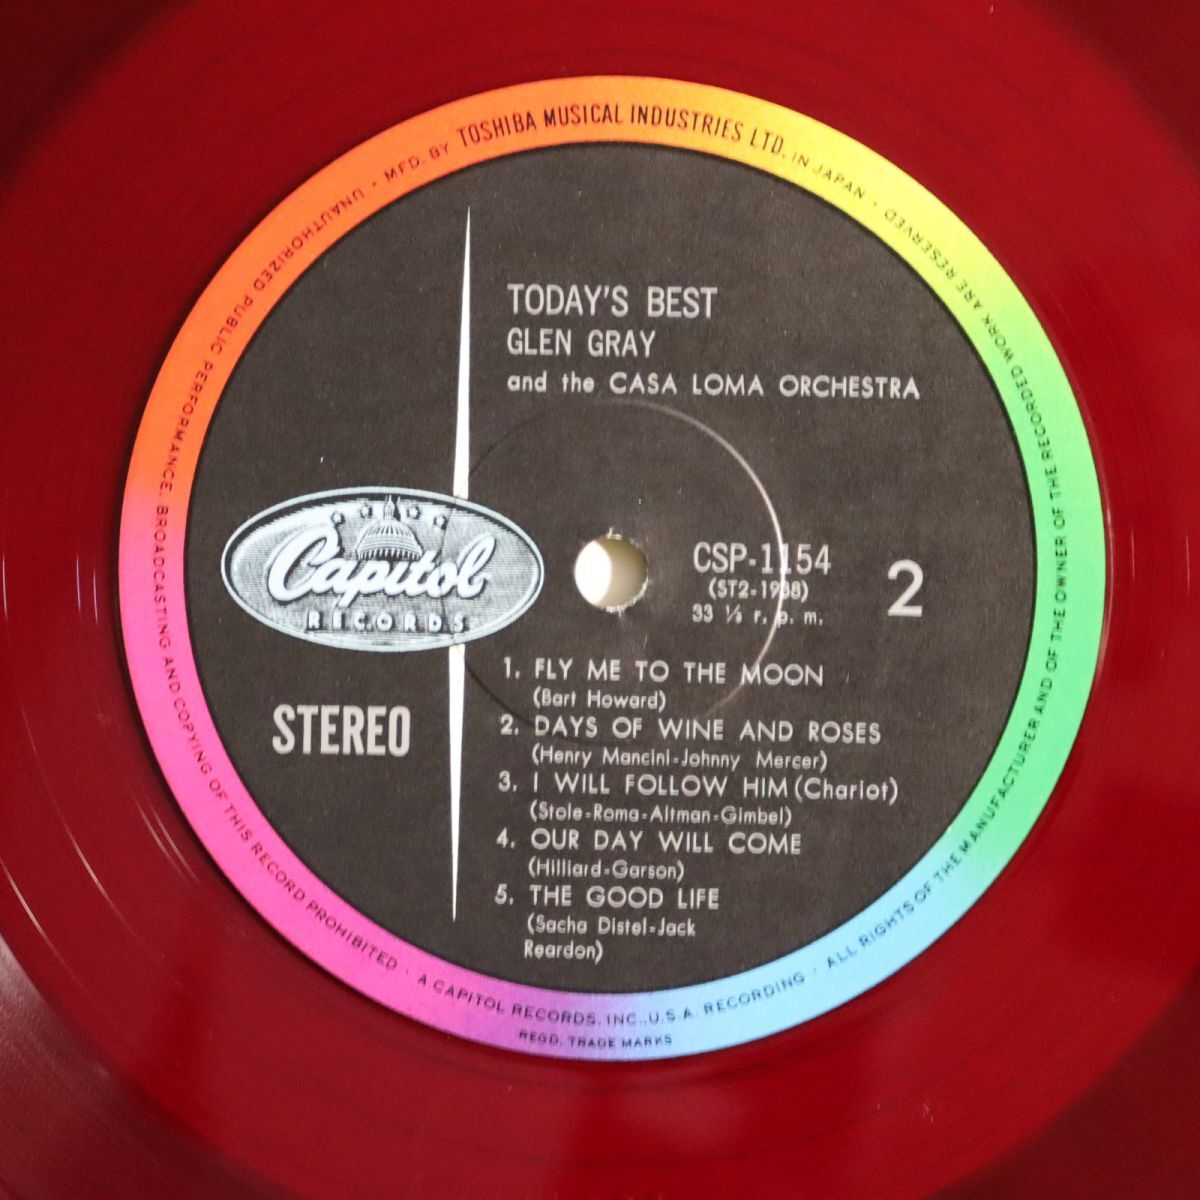 MFD. BY TOSHIBA MUSICAL INDUSTRIES LTD. IN JAPAN · RESERVED
TODAY'S BEST
GLEN GRAY
and the CASA LOMA ORCHESTRA
Capitol
RECORDS
CSP-1154
(ST2-1938)
33 ⅓ r. p. m.
2
STEREO
1. FLY ME TO THE MOON
(Bart Howard)
2. DAYS OF WINE AND ROSES
(Henry Mancini-Johnny Mercer)
3. I WILL FOLLOW HIM (Chariot)
(Stole-Roma-Altman-Gimbel)
4. OUR DAY WILL COME
(Hilliard-Garson)
5. THE GOOD LIFE
(Sacha Distel-Jack
Reardon)
UNAUTHORIZED PUBLIC PERFORMANCE, BROADCASTING AND COPYING OF THIS RECORD PROHIBITED · A CAPITOL RECORDS, INC., U.S.A. RECORDING · ALL RIGHTS OF THE MANUFACTURER AND OF THE OWNER OF THE RECORDED WORK ARE
REGD. TRADE MARKS